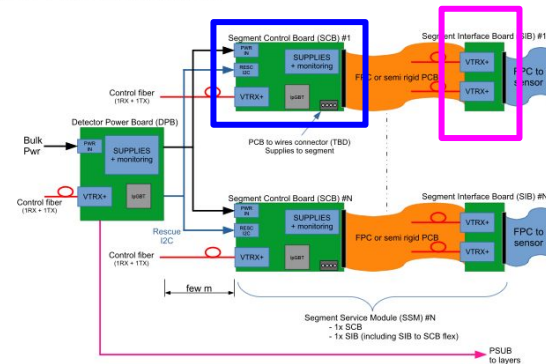 Segment Control Board (SCB) #1
PWR
IN
RESC
I2C
SUPPLIES
+ monitoring
VTRX+
lpGBT
Control fiber
(1RX + 1TX)
FPC or semi rigid PCB
Segment Interface Board (SIB) #1
VTRX+
VTRX+
FPC to
sensor
PCB to wires connector (TBD)
Supplies to segment
Detector Power Board (DPB)
Bulk
Pwr
PWR
IN
SUPPLIES
+ monitoring
VTRX+
lpGBT
Control fiber
(1RX + 1TX)
Rescue
I2C
Segment Control Board (SCB) #N
PWR
IN
RESC
I2C
SUPPLIES
+ monitoring
VTRX+
lpGBT
Control fiber
(1RX + 1TX)
FPC or semi rigid PCB
Segment Interface Board (SIB) #N
VTRX+
VTRX+
FPC to
sensor
few m
Segment Service Module (SSM) #N
- 1x SCB
- 1x SIB (including SIB to SCB flex)
PSUB
to layers